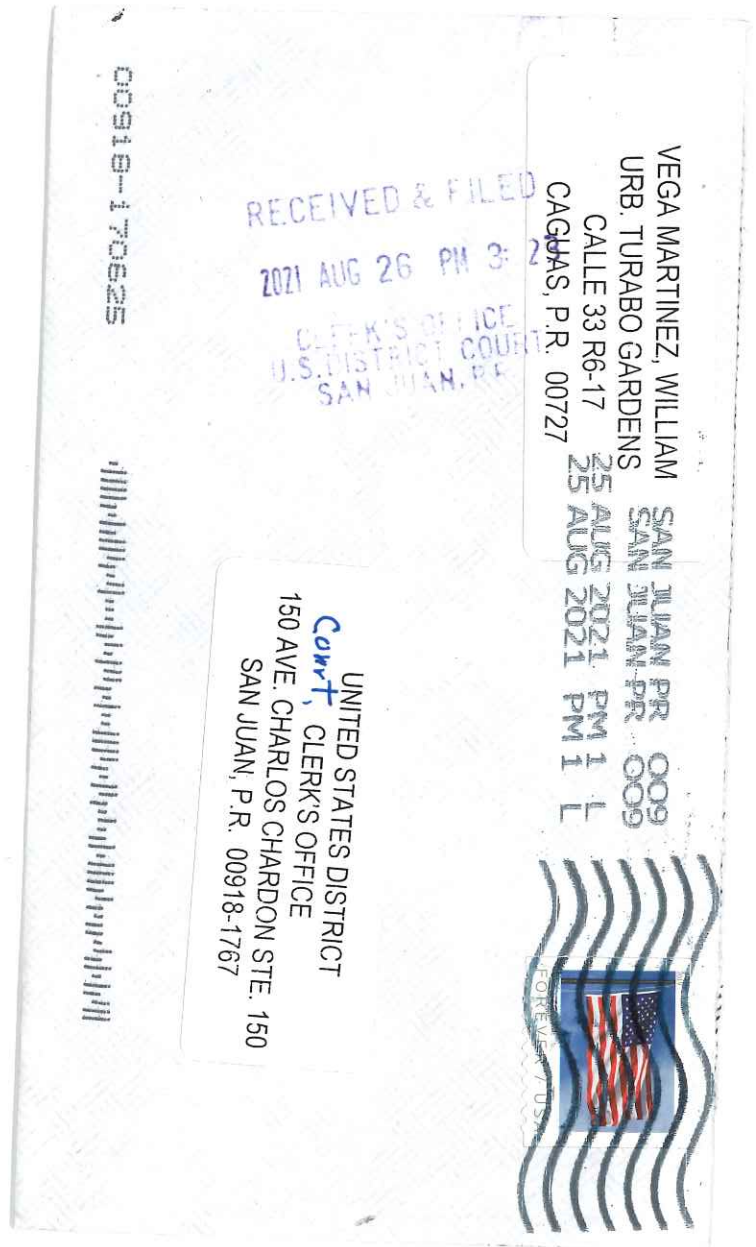 VEGA MARTINEZ, WILLIAM
URB. TURABO GARDENS
CALLE 33 R6-17
CAGUAS, P.R. 00727
SAN JUAN PR 009
SAN JUAN PR 009
25 AUG 2021 PM 1 L
25 AUG 2021 PM 1 L
FOREVER / USA
RECEIVED & FILED
2021 AUG 26 PM 3:
CLERK'S OFFICE
U.S. DISTRICT COURT
SAN JUAN, PR
UNITED STATES DISTRICT
Court, CLERK'S OFFICE
150 AVE. CHARLOS CHARDON STE. 150
SAN JUAN, P.R. 00918-1767
00918-170625